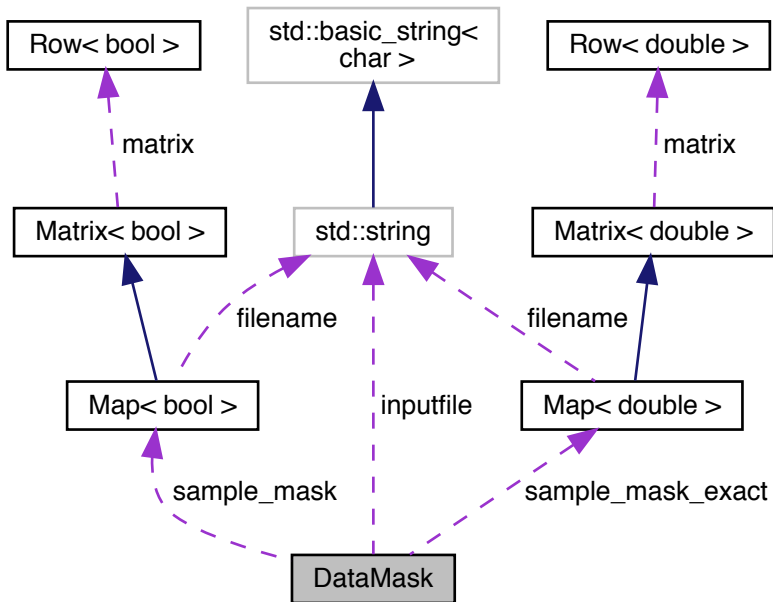 Row< bool >
std::basic_string<
char >
Row< double >
matrix
matrix
Matrix< bool >
std::string
Matrix< double >
filename
filename
Map< bool >
inputfile
Map< double >
sample_mask
sample_mask_exact
DataMask